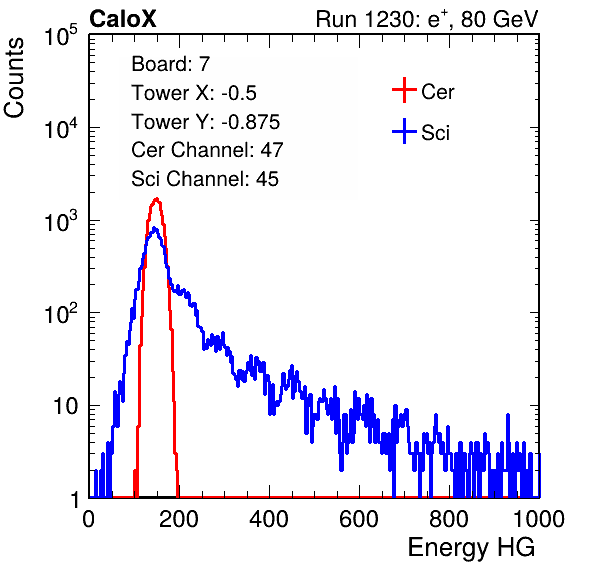 CaloX Run 1230: e⁺, 80 GeV
Counts
Board: 7
Tower X: -0.5
Tower Y: -0.875
Cer Channel: 47
Sci Channel: 45
Cer
Sci
10⁵
10⁴
10³
10²
10
1
0 200 400 600 800 1000
Energy HG